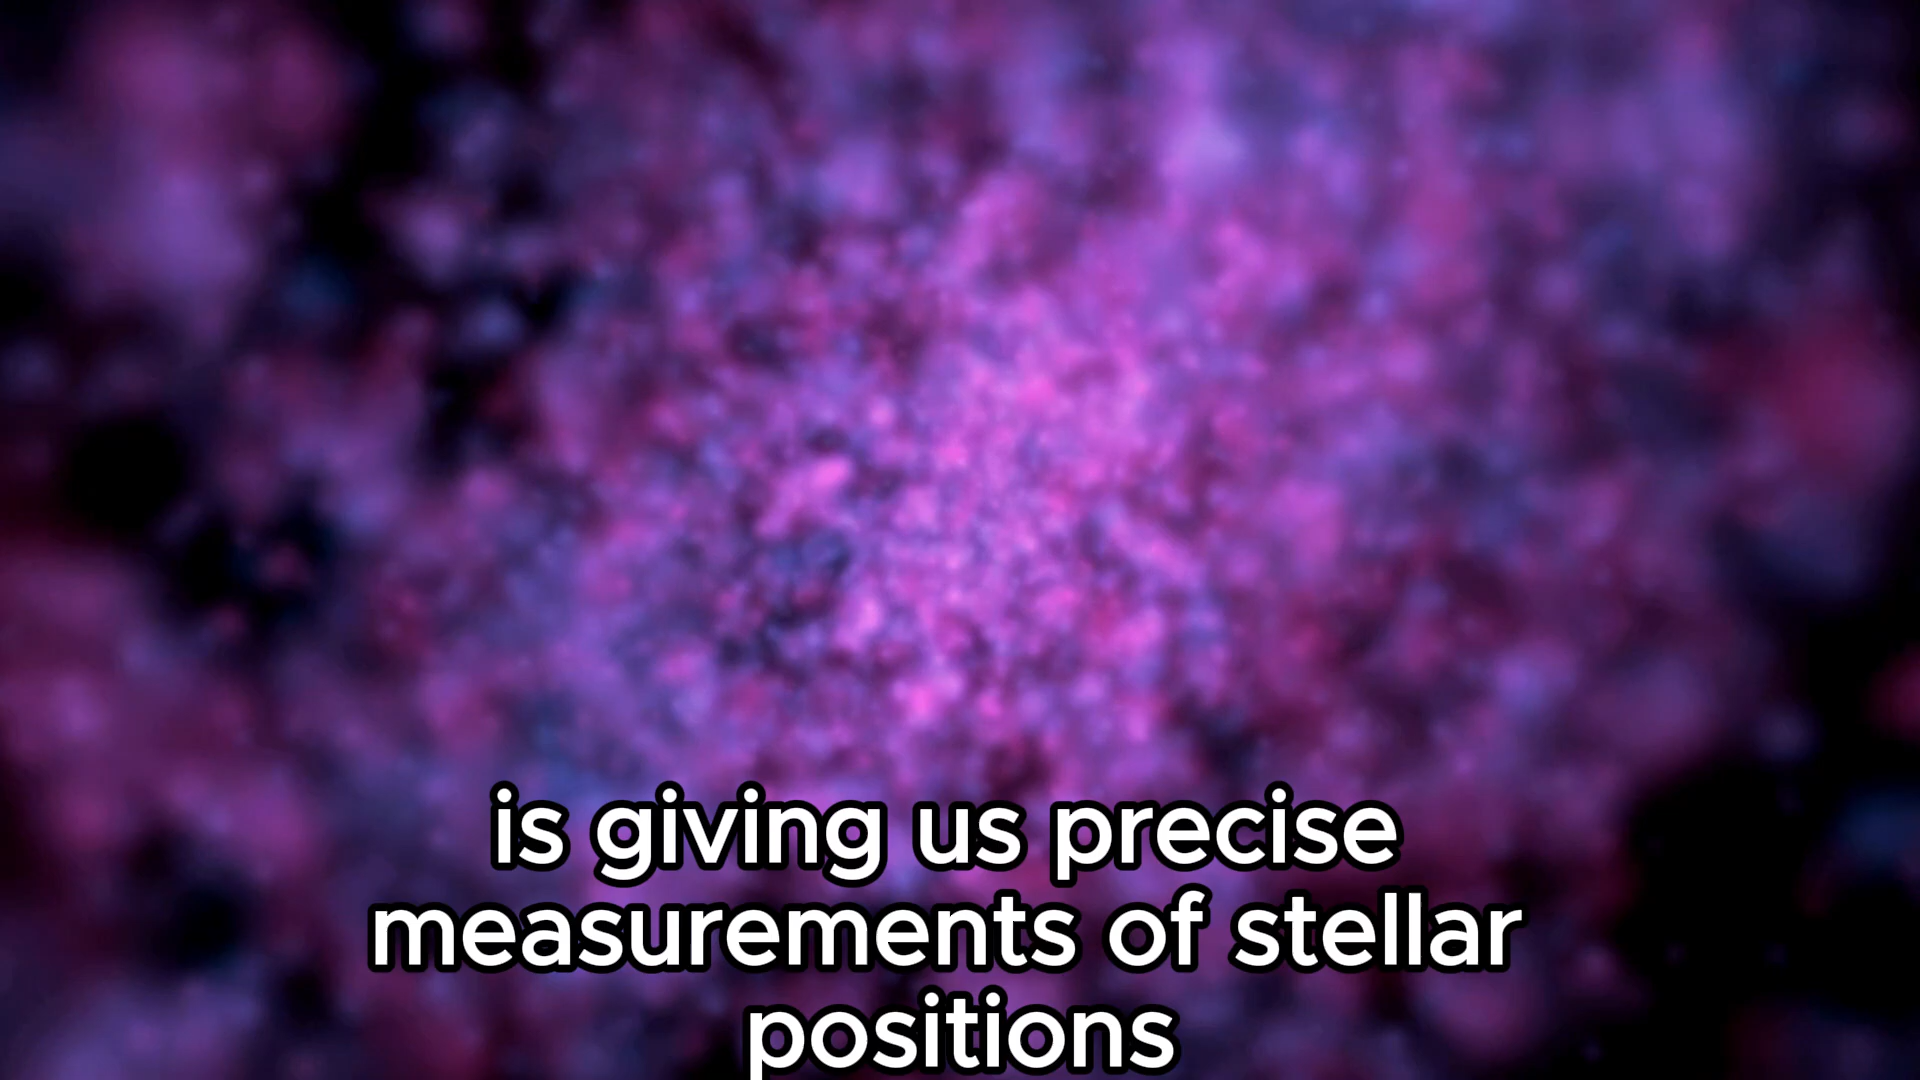 is giving us precise
measurements of stellar
positions